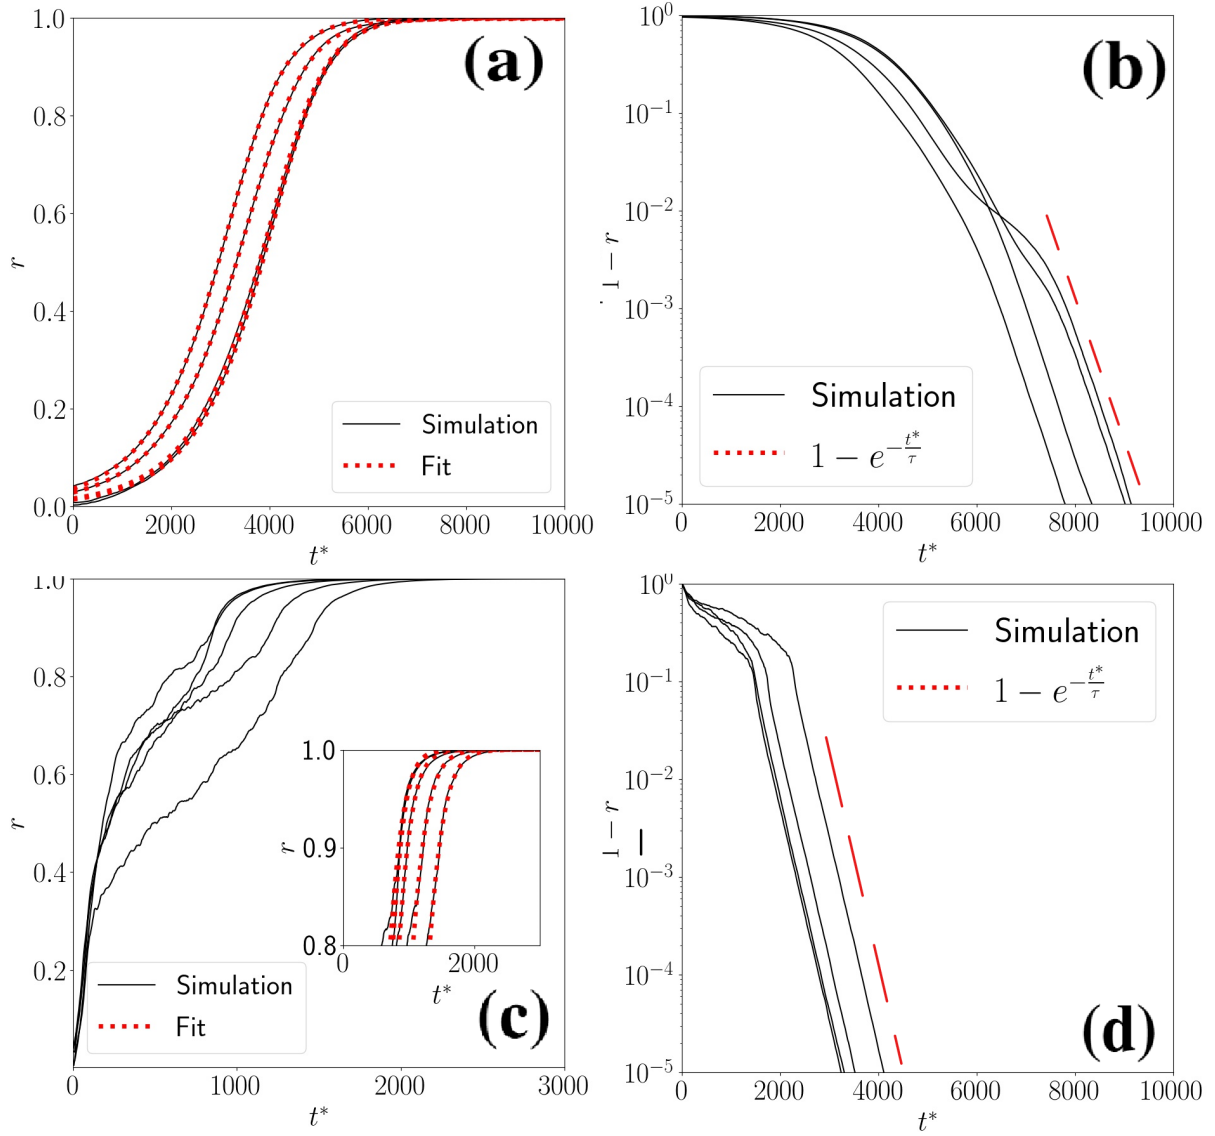 1.0
0.8
0.6
0.4
0.2
0.0
r
0 2000 4000 6000 8000 10000
t*
(a)
Simulation
Fit
10^0
10^{-1}
10^{-2}
10^{-3}
10^{-4}
10^{-5}
1 − r
0 2000 4000 6000 8000 10000
t*
(b)
Simulation
1 − e^{-\frac{t*}{τ}}
1.0
0.8
0.6
0.4
0.2
r
0 1000 2000 3000
t*
Simulation
Fit
1.0
0.9
0.8
r
0 2000
t*
(c)
10^0
10^{-1}
10^{-2}
10^{-3}
10^{-4}
10^{-5}
1 − r
0 2000 4000 6000 8000 10000
t*
Simulation
1 − e^{-\frac{t*}{τ}}
(d)